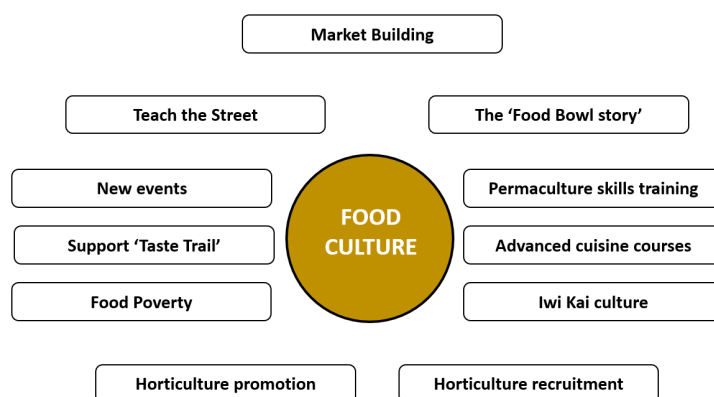 Market Building
Teach the Street
The ‘Food Bowl story’
New events
Permaculture skills training
FOOD
CULTURE
Support ‘Taste Trail’
Advanced cuisine courses
Food Poverty
Iwi Kai culture
Horticulture promotion
Horticulture recruitment